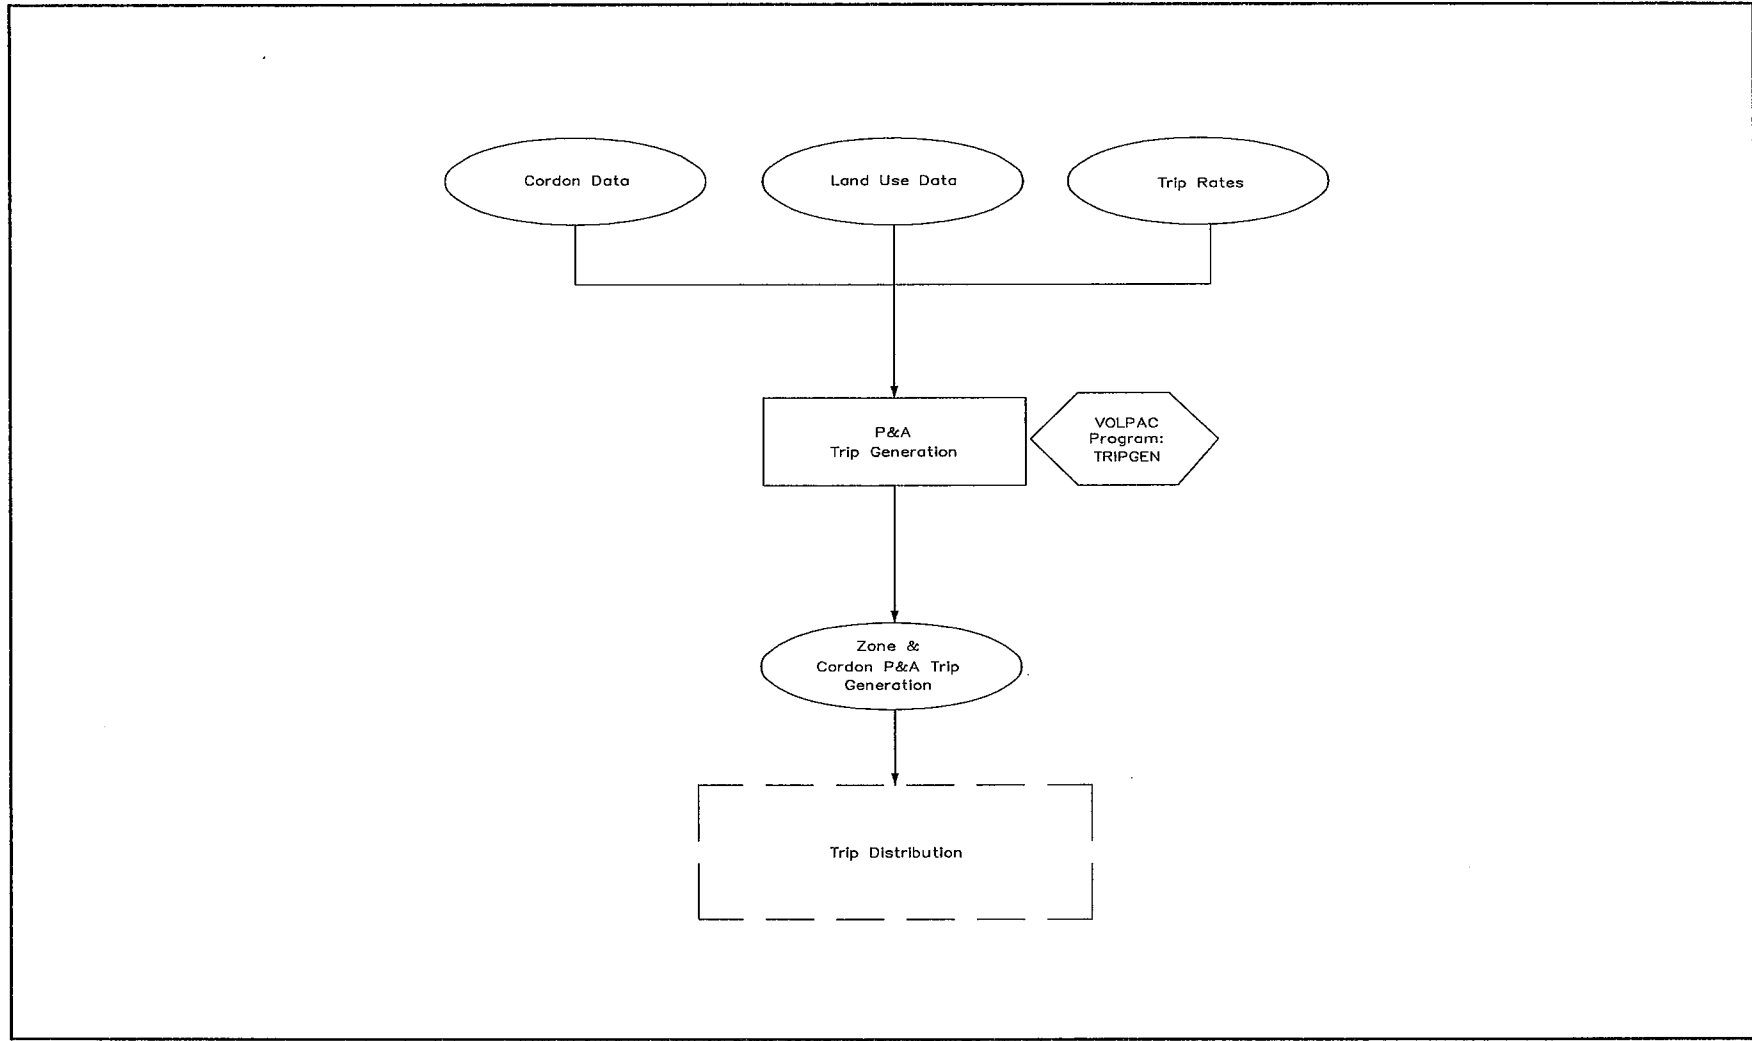 Cordon Data
Land Use Data
Trip Rates
P&A
Trip Generation
VOLPAC
Program:
TRIPGEN
Zone &
Cordon P&A Trip
Generation
Trip Distribution